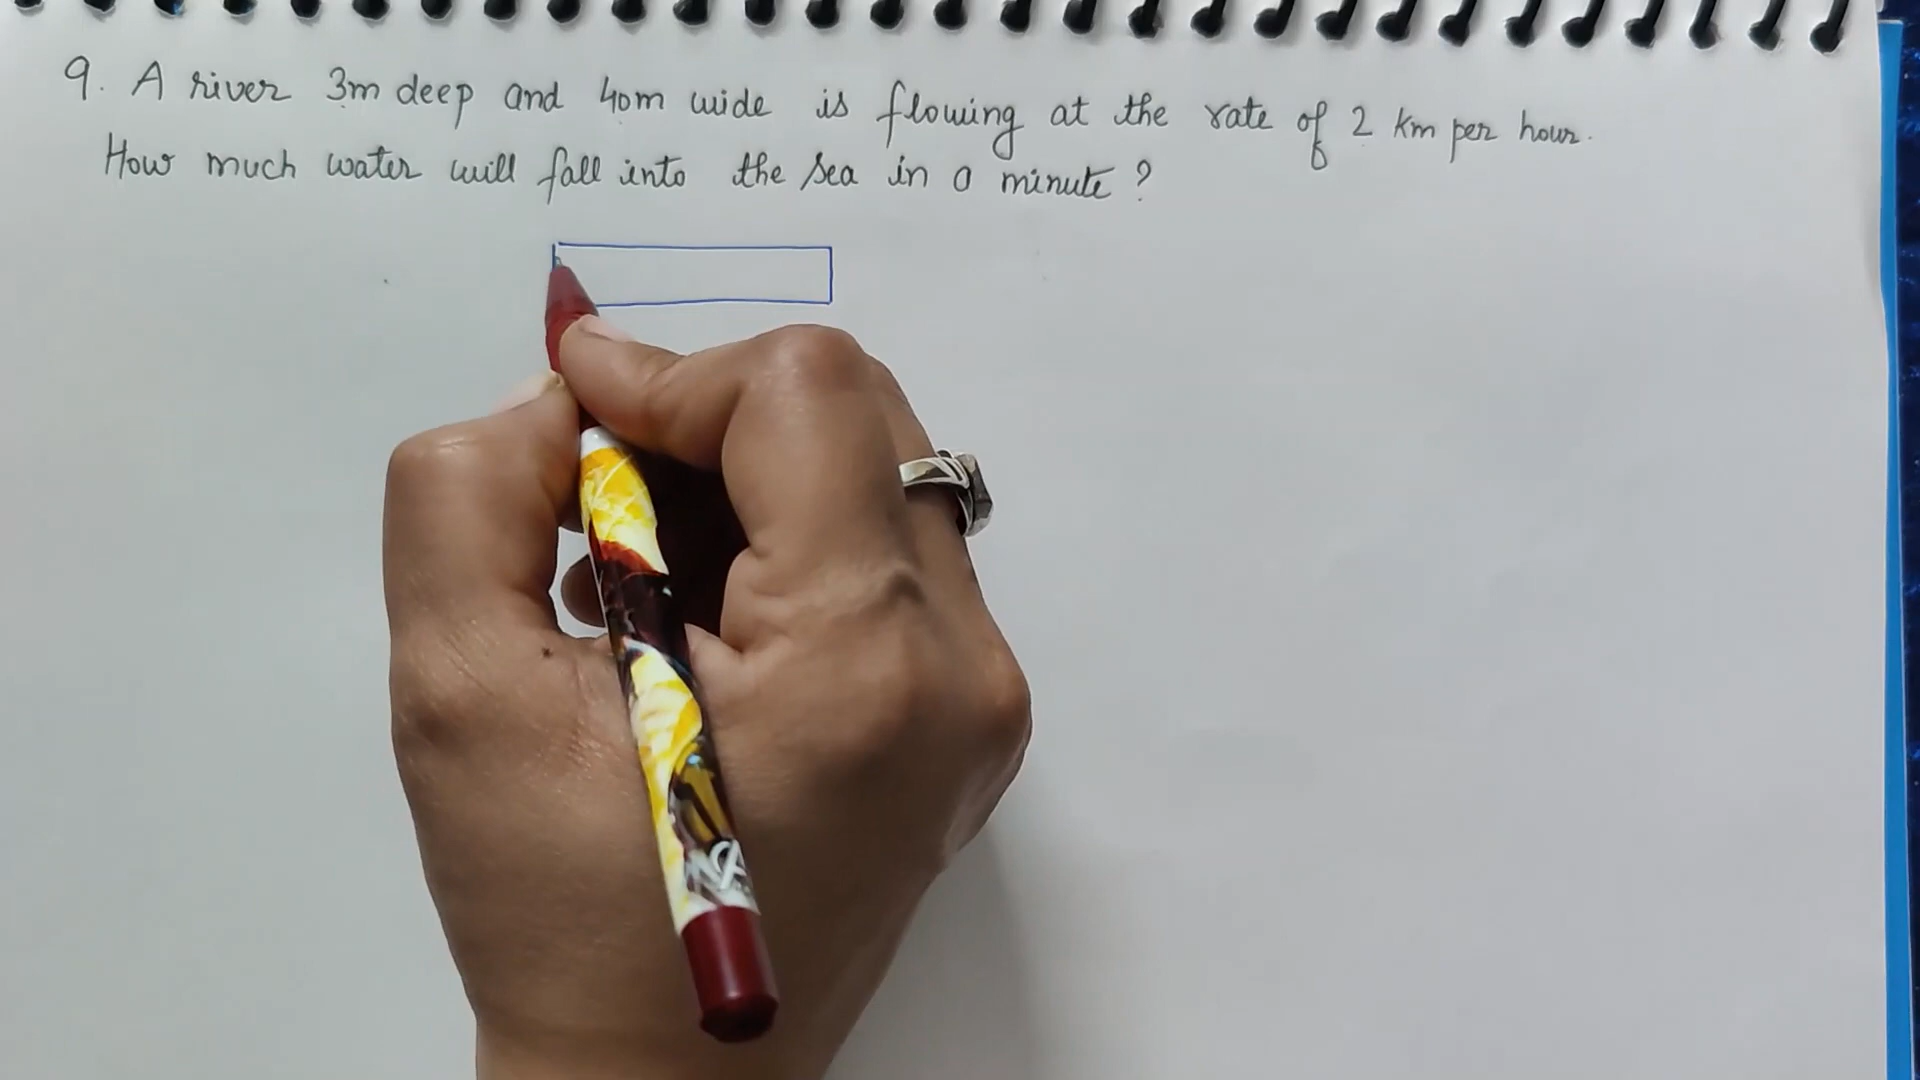 9. A river 3m deep and 40m wide is flowing at the rate of 2 km per hour.
How much water will fall into the sea in a minute ?